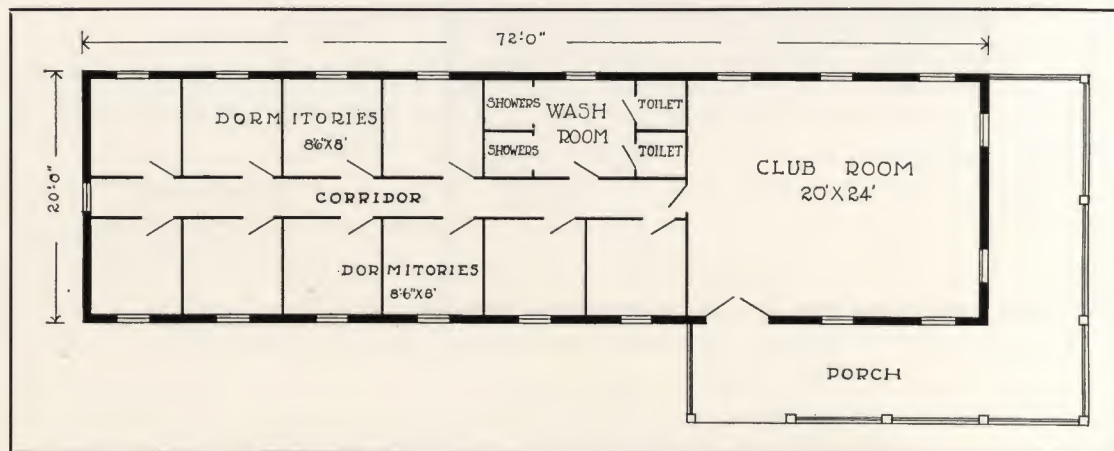 72'-0"
20'-0"
DORMITORIES
8'6"X8'
SHOWERS
SHOWERS
WASH
ROOM
TOILET
TOILET
CLUB ROOM
20'X24'
CORRIDOR
DORMITORIES
8'6"X8'
PORCH